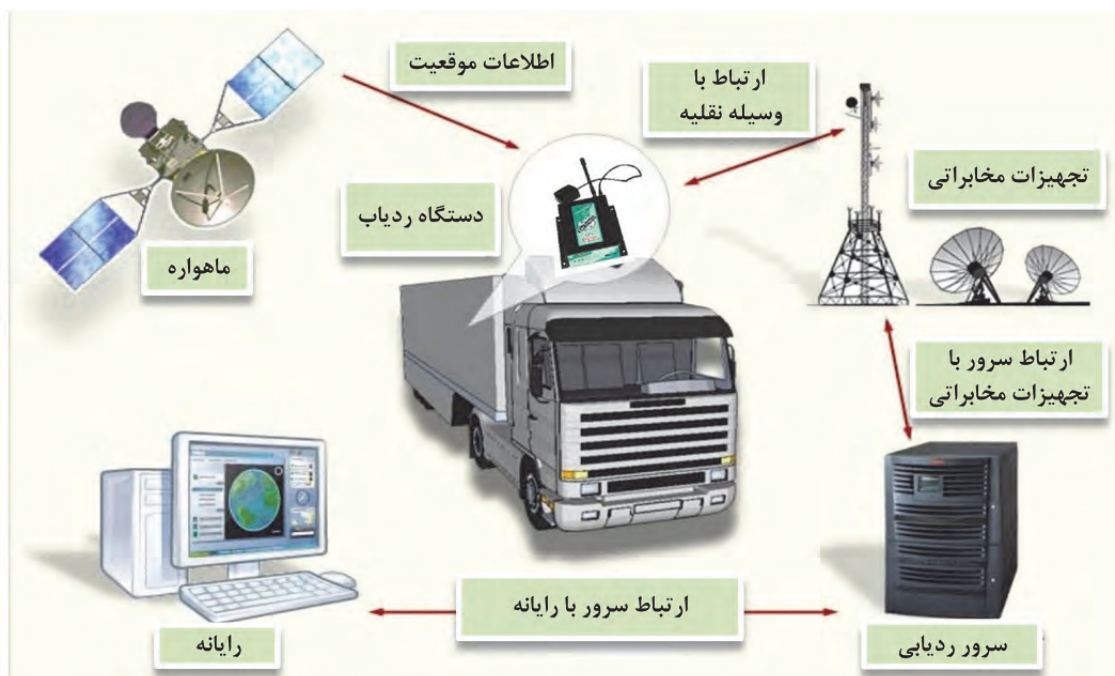 اطلاعات موقعیت
ارتباط با
وسیله نقلیه
تجهیزات مخابراتی
دستگاه ردیاب
ماهواره
ارتباط سرور با
تجهیزات مخابراتی
ارتباط سرور با رایانه
رایانه
سرور ردیابی